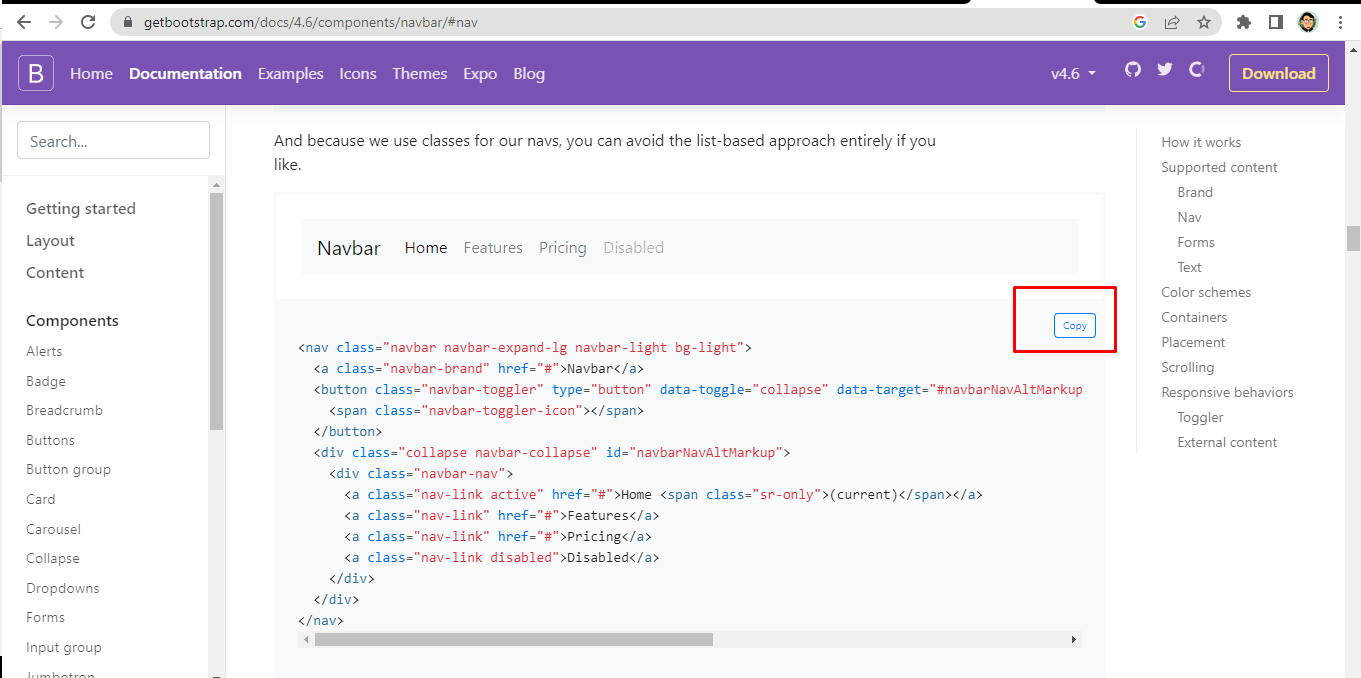 getbootstrap.com/docs/4.6/components/navbar/#nav
B Home Documentation Examples Icons Themes Expo Blog v4.6 Download
Search...
Getting started
Layout
Content
Components
Alerts
Badge
Breadcrumb
Buttons
Button group
Card
Carousel
Collapse
Dropdowns
Forms
Input group
Jumbotron
And because we use classes for our navs, you can avoid the list-based approach entirely if you
like.
Navbar Home Features Pricing Disabled
Copy
<nav class="navbar navbar-expand-lg navbar-light bg-light">
  <a class="navbar-brand" href="#">Navbar</a>
  <button class="navbar-toggler" type="button" data-toggle="collapse" data-target="#navbarNavAltMarkup
    <span class="navbar-toggler-icon"></span>
  </button>
  <div class="collapse navbar-collapse" id="navbarNavAltMarkup">
    <div class="navbar-nav">
      <a class="nav-link active" href="#">Home <span class="sr-only">(current)</span></a>
      <a class="nav-link" href="#">Features</a>
      <a class="nav-link" href="#">Pricing</a>
      <a class="nav-link disabled">Disabled</a>
    </div>
  </div>
</nav>
How it works
Supported content
Brand
Nav
Forms
Text
Color schemes
Containers
Placement
Scrolling
Responsive behaviors
Toggler
External content